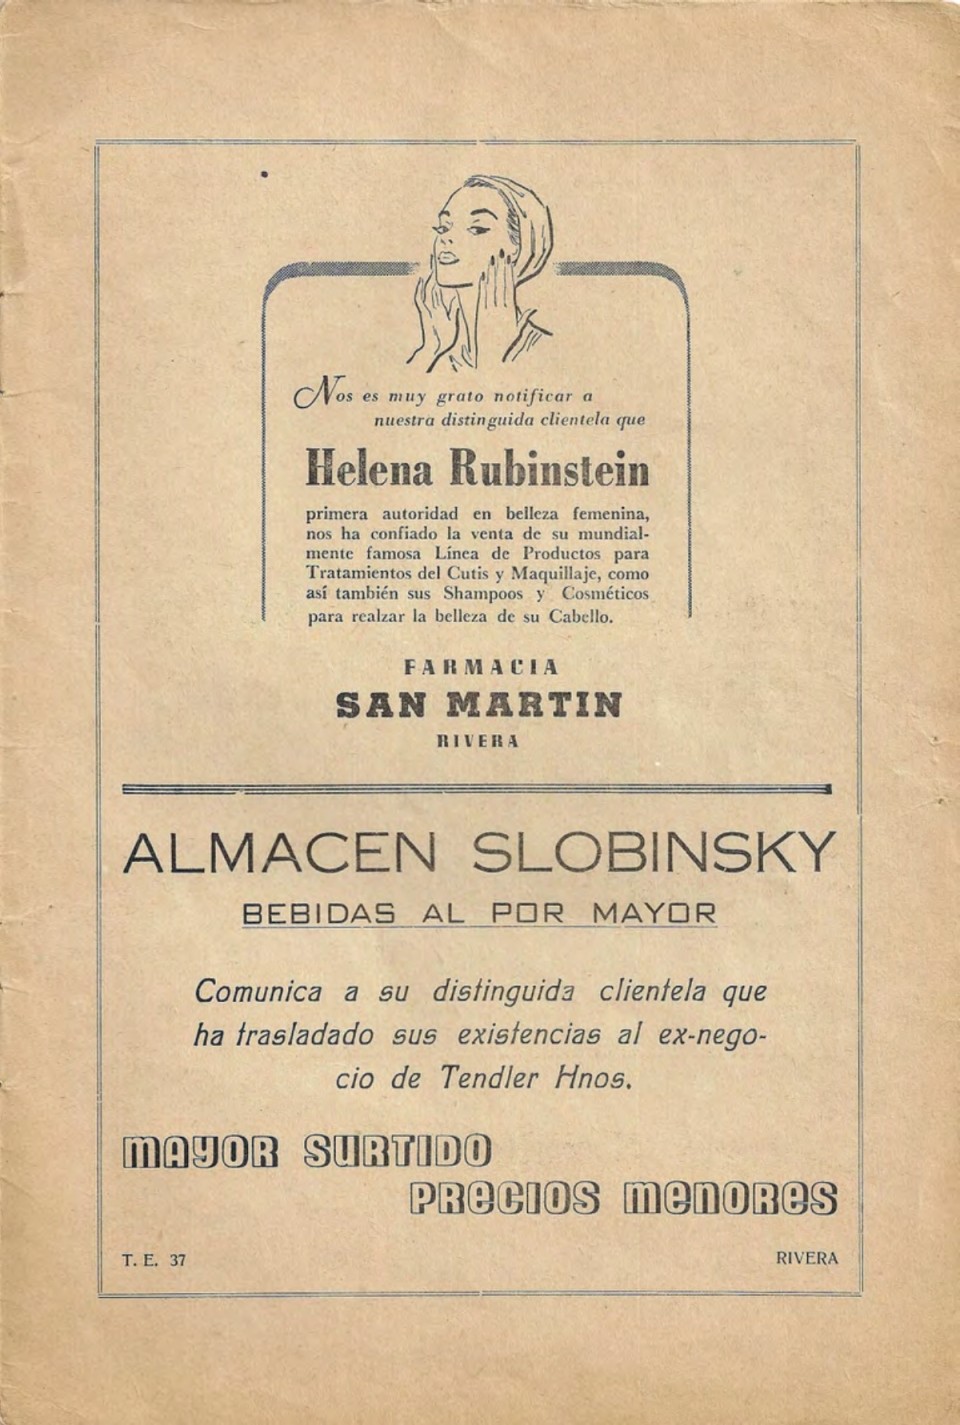 Nos es muy grato notificar a
nuestra distinguida clientela que
Helena Rubinstein
primera autoridad en belleza femenina,
nos ha confiado la venta de su mundial-
mente famosa Línea de Productos para
Tratamientos del Cutis y Maquillaje, como
así también sus Shampoos y Cosméticos
para realzar la belleza de su Cabello.
FARMACIA
SAN MARTIN
RIVERA
ALMACEN SLOBINSKY
BEBIDAS AL POR MAYOR
Comunica a su distinguida clientela que
ha trasladado sus existencias al ex-nego-
cio de Tendler Hnos.
MAYOR SURTIDO
PRECIOS MENORES
T. E. 37
RIVERA